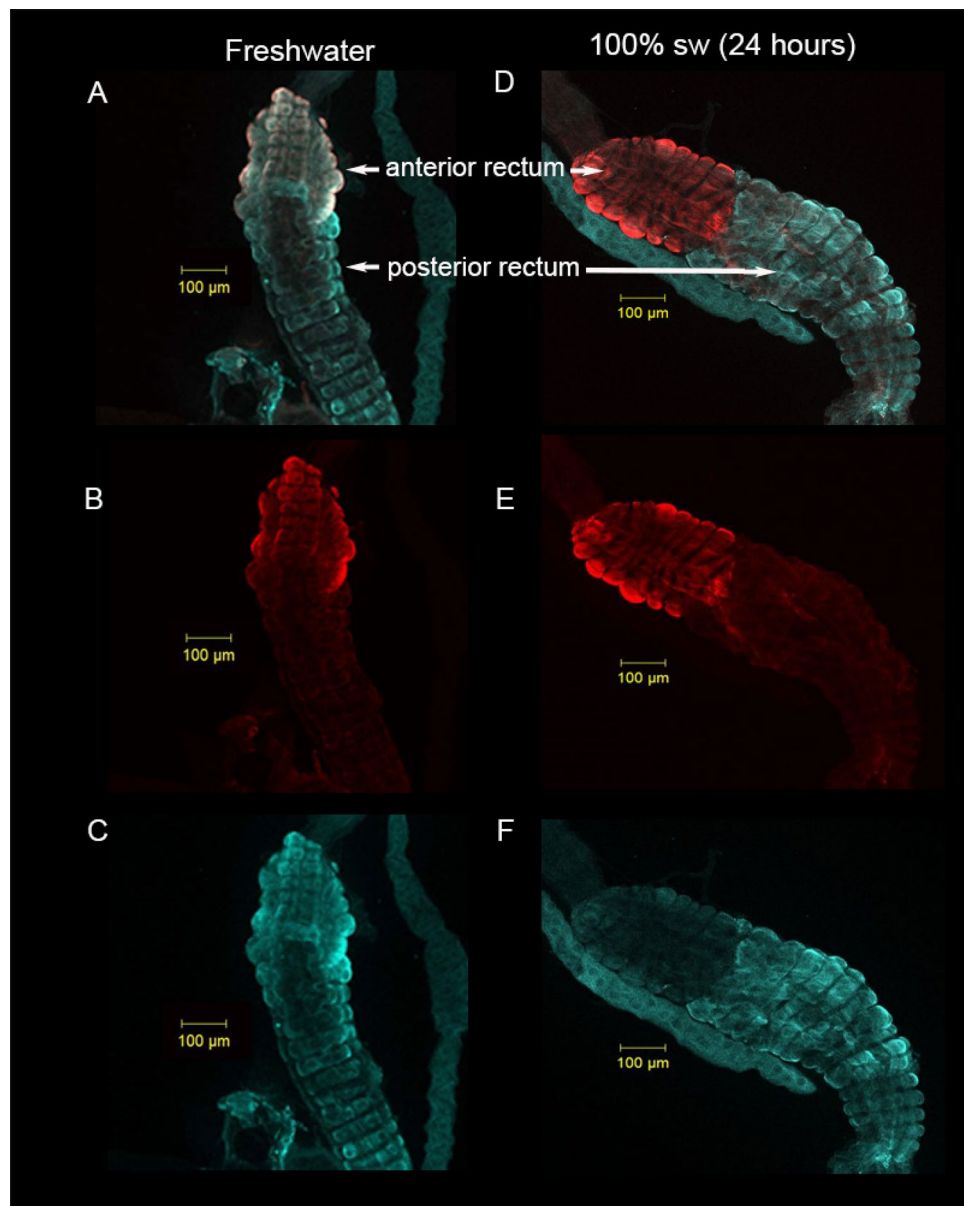 Freshwater
100% sw (24 hours)
A
D
anterior rectum
posterior rectum
100 µm
100 µm
B
E
100 µm
100 µm
C
F
100 µm
100 µm